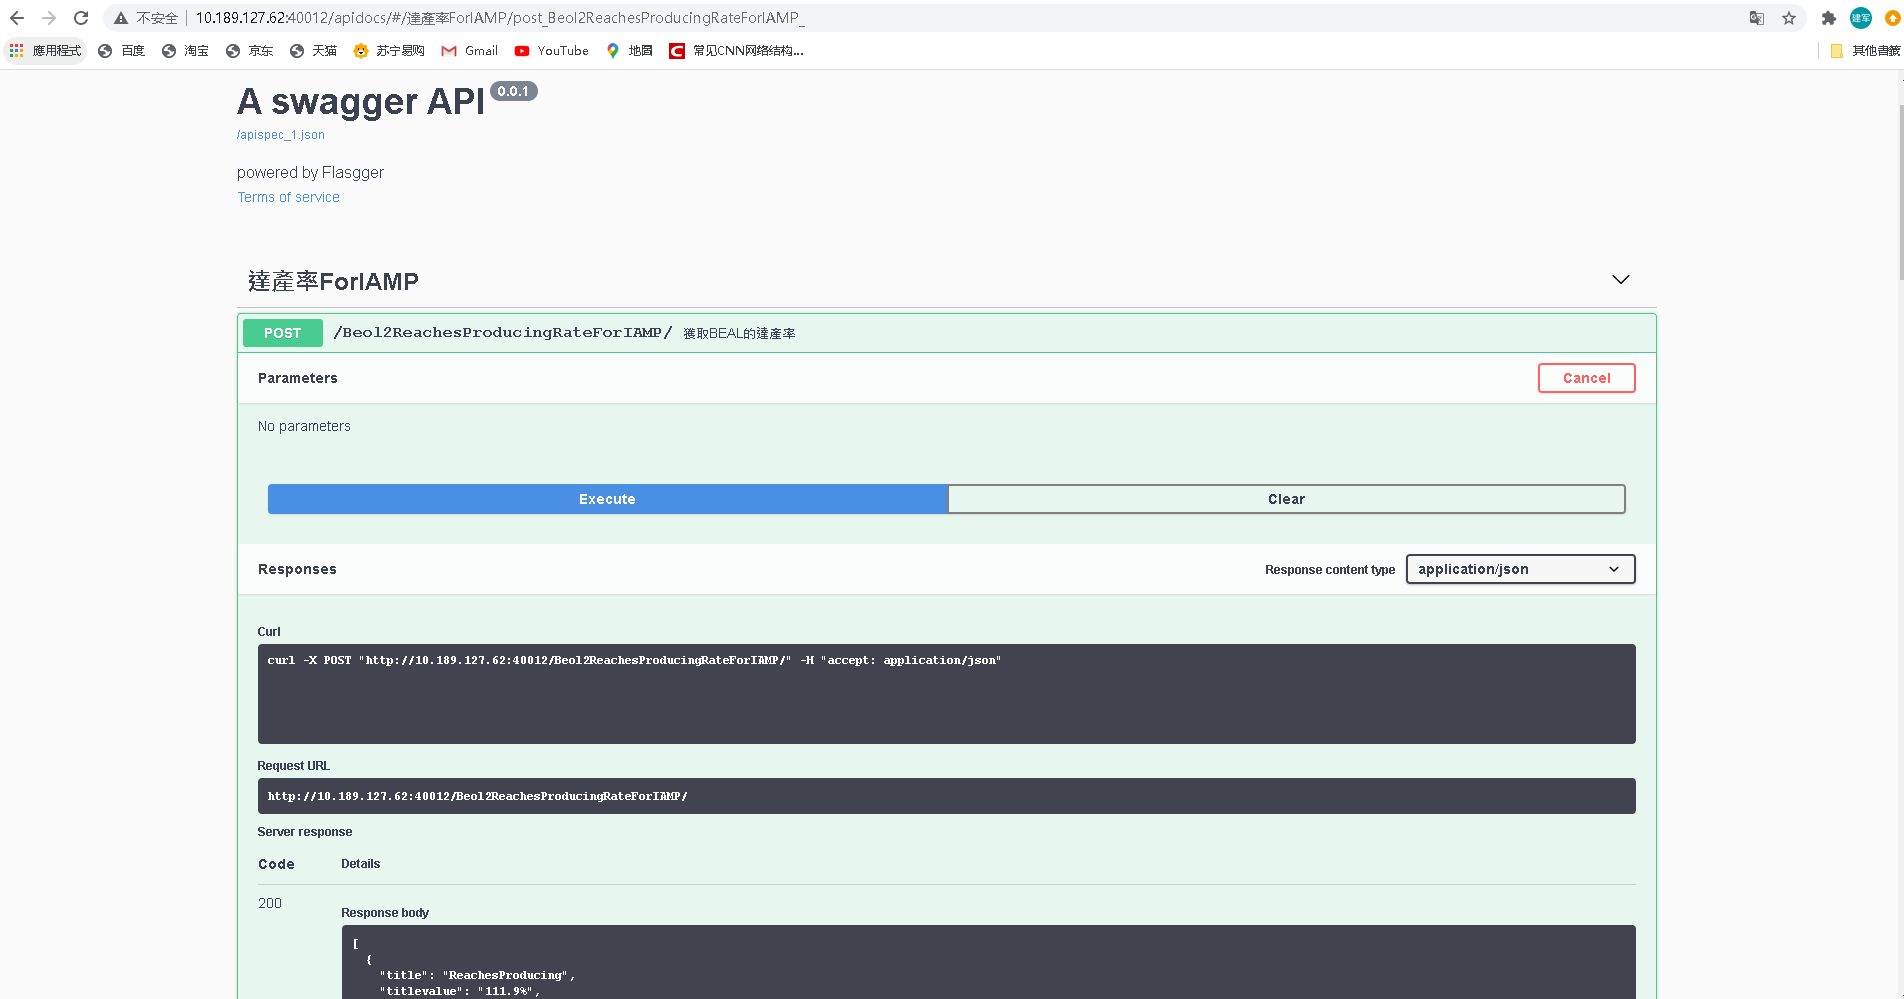 不安全 10.189.127.62:40012/apidocs/#/達產率ForIAMP/post_Beol2ReachesProducingRateForIAMP_ 建军
應用程式 百度 淘宝 京东 天猫 苏宁易购 Gmail YouTube 地圖 C 常见CNN网络结构... 其他書籤
A swagger API 0.0.1
/apispec_1.json
powered by Flasgger
Terms of service
達產率ForIAMP
POST /Beol2ReachesProducingRateForIAMP/ 獲取BEAL的達產率
Parameters Cancel
No parameters
Execute Clear
Responses Response content type application/json
Curl
curl -X POST "http://10.189.127.62:40012/Beol2ReachesProducingRateForIAMP/" -H "accept: application/json"
Request URL
http://10.189.127.62:40012/Beol2ReachesProducingRateForIAMP/
Server response
Code Details
200
Response body
[
{
"title": "ReachesProducing",
"titlevalue": "111.9%",